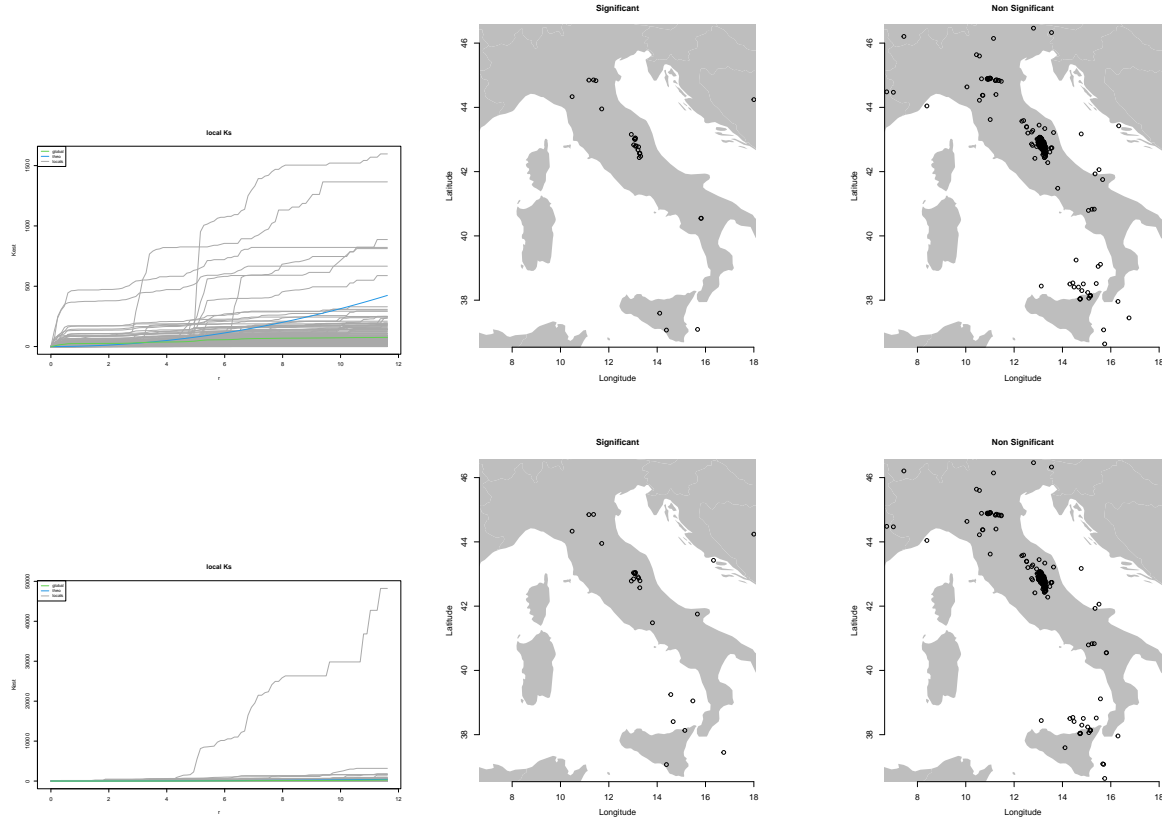 local Ks
global
theo
locals
Kest
1500
1000
500
0
0 2 4 6 8 10 12
r
Significant
Latitude
46
44
42
40
38
8 10 12 14 16 18
Longitude
Non Significant
Latitude
46
44
42
40
38
8 10 12 14 16 18
Longitude
local Ks
global
theo
locals
Kest
50000
40000
30000
20000
10000
0
0 2 4 6 8 10 12
r
Significant
Latitude
46
44
42
40
38
8 10 12 14 16 18
Longitude
Non Significant
Latitude
46
44
42
40
38
8 10 12 14 16 18
Longitude